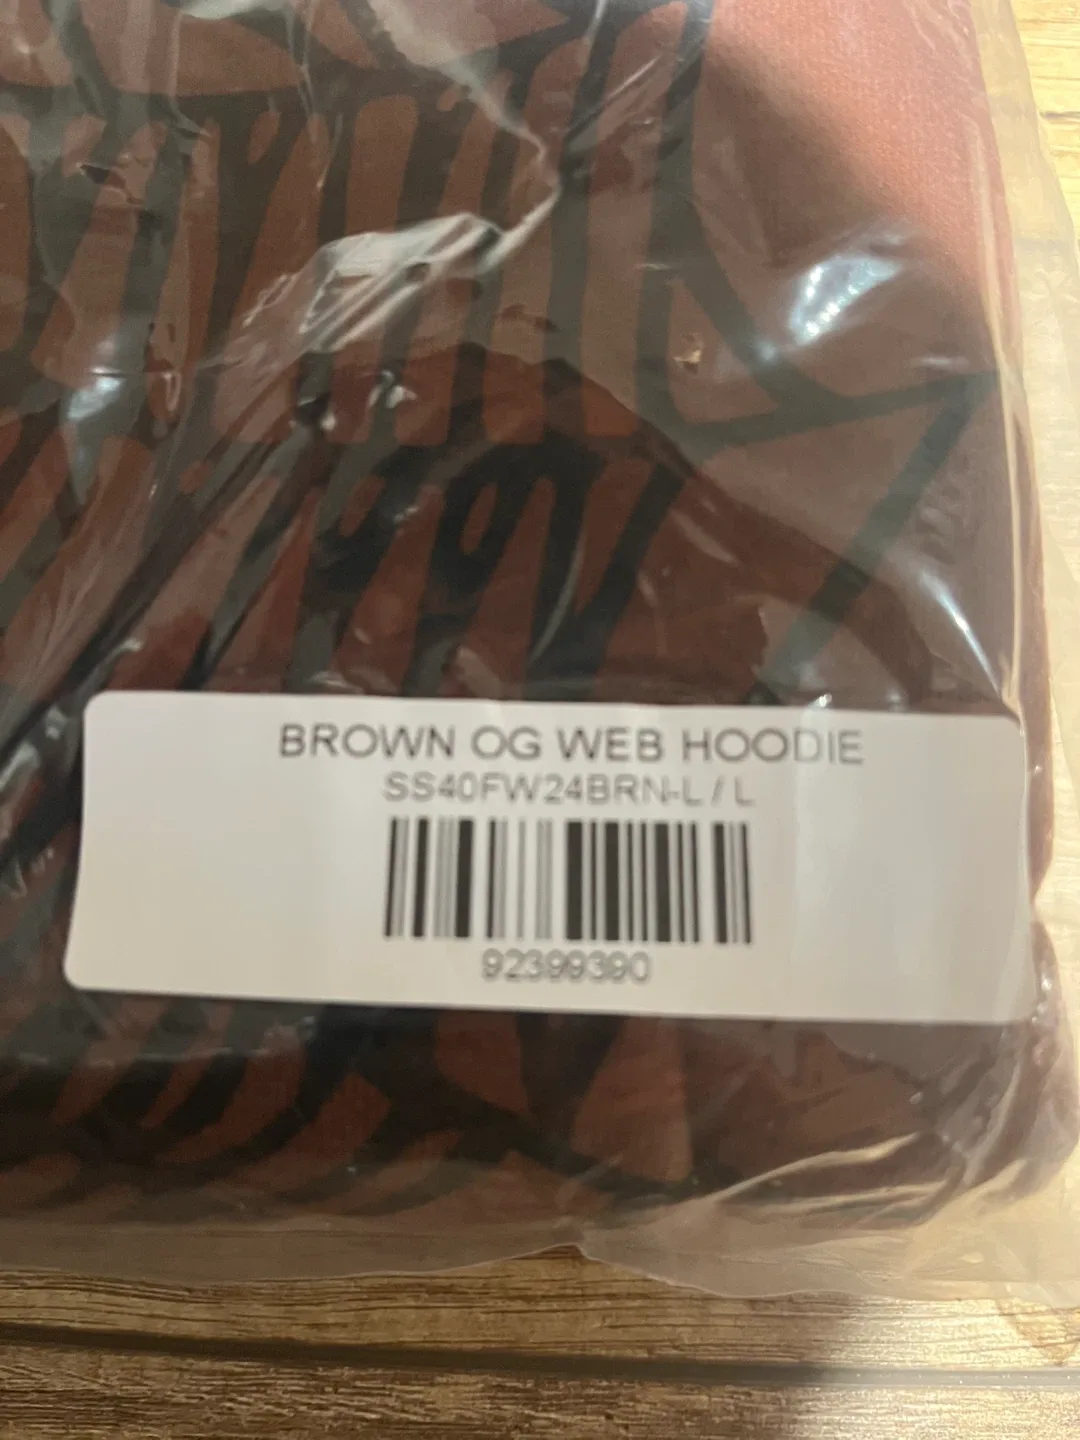 BROWN OG WEB HOODIE
SS40FW24BRN-L / L
92399390